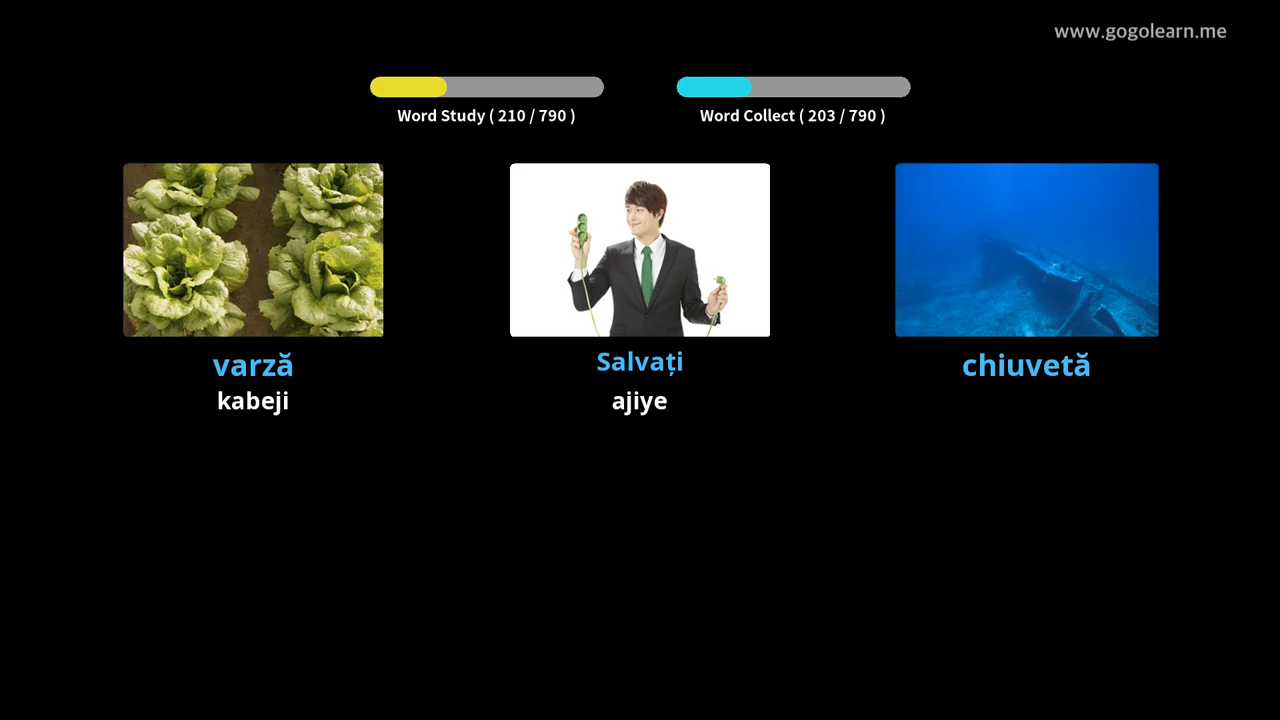 www.gogolearn.me
Word Study ( 210 / 790 )
Word Collect ( 203 / 790 )
varză
kabeji
Salvați
ajiye
chiuvetă